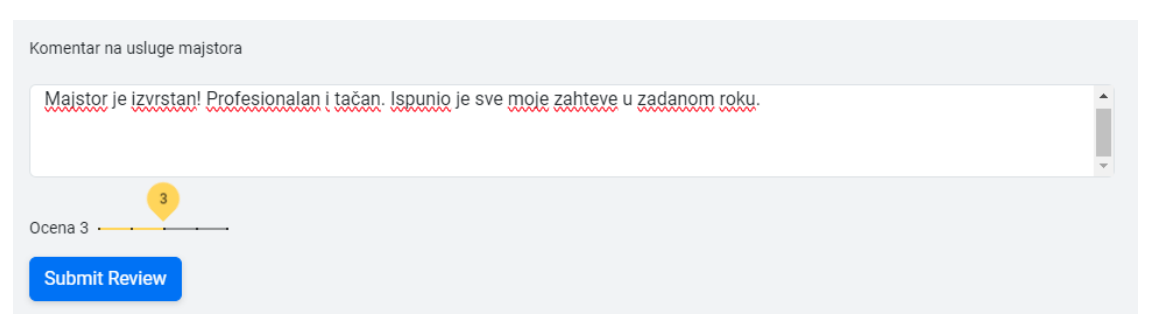 Komentar na usluge majstora
Majstor je izvrstan! Profesionalan i tačan. Ispunio je sve moje zahteve u zadanom roku.
3
Ocena 3
Submit Review